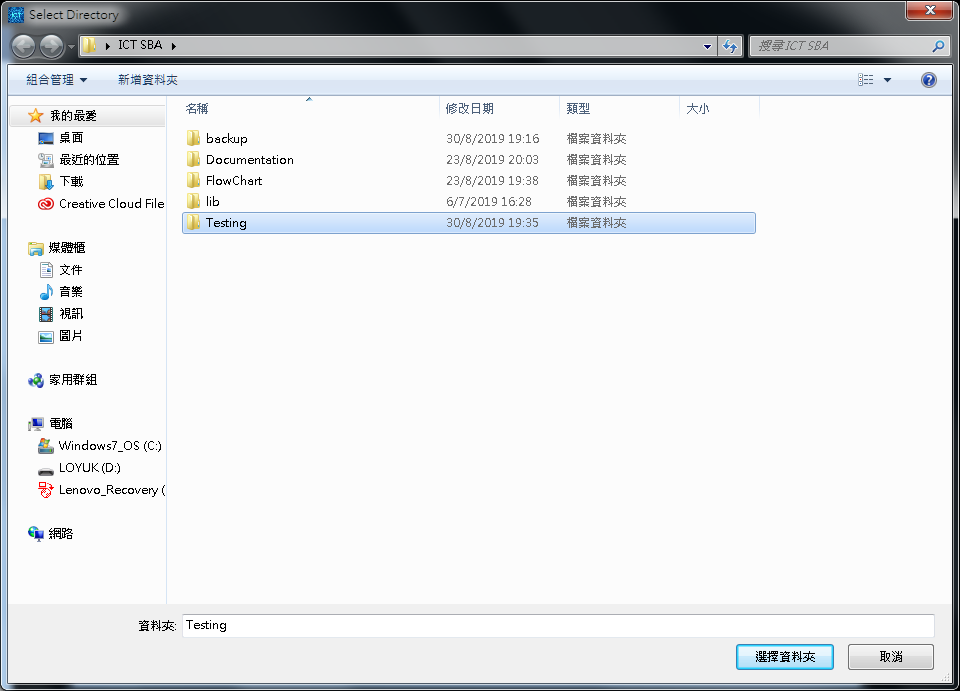 Select Directory
ICT SBA
搜尋 ICT SBA
組合管理 新增資料夾
我的最愛
桌面
最近的位置
下載
Creative Cloud File
媒體櫃
文件
音樂
視訊
圖片
家用群組
電腦
Windows7_OS (C:)
LOYUK (D:)
Lenovo_Recovery (
網路
名稱 修改日期 類型 大小
backup 30/8/2019 19:16 檔案資料夾
Documentation 23/8/2019 20:03 檔案資料夾
FlowChart 23/8/2019 19:38 檔案資料夾
lib 6/7/2019 16:28 檔案資料夾
Testing 30/8/2019 19:35 檔案資料夾
資料夾: Testing
選擇資料夾 取消